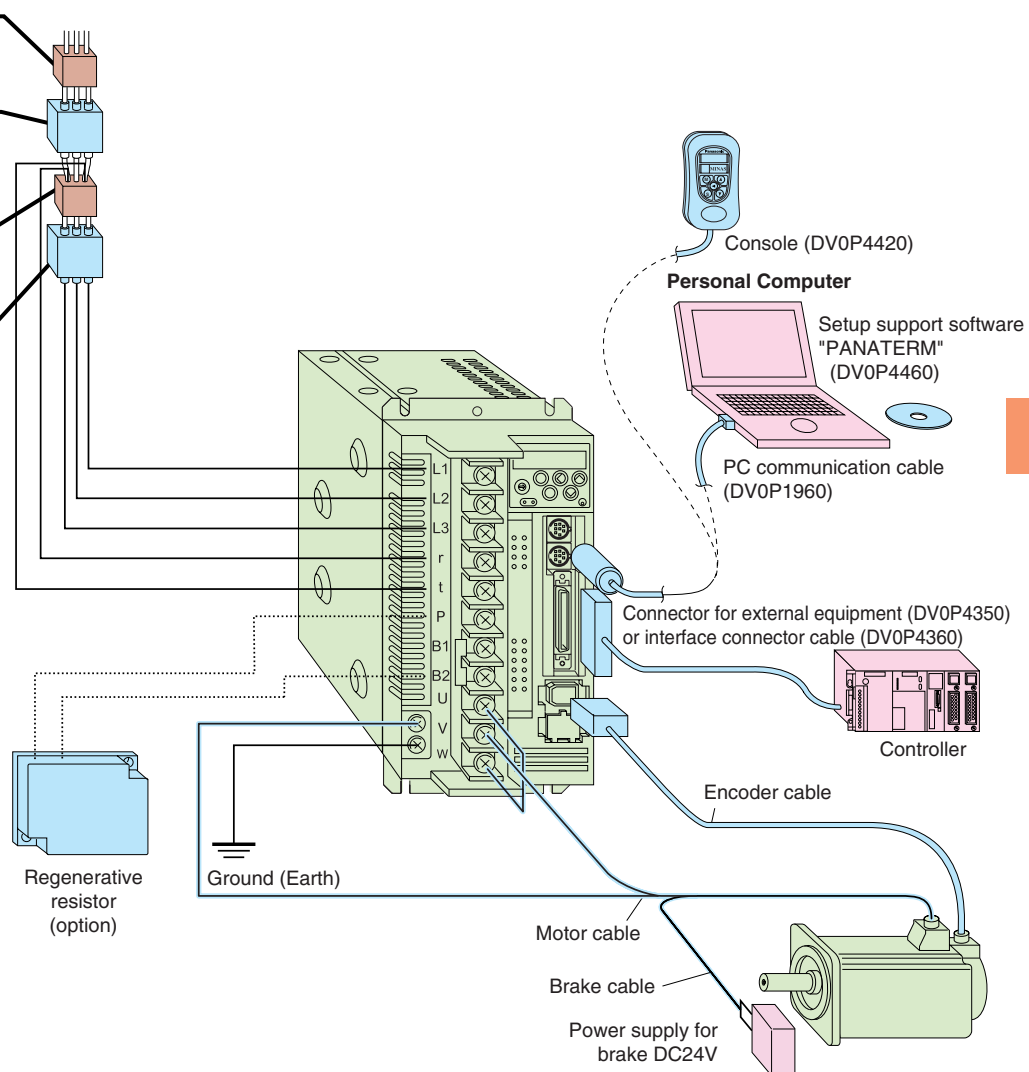 Panasonic
MINAS
Console (DV0P4420)
Personal Computer
Setup support software
"PANATERM"
(DV0P4460)
PC communication cable
(DV0P1960)
L1
L2
L3
r
t
P
B1
B2
U
V
W
Connector for external equipment (DV0P4350)
or interface connector cable (DV0P4360)
Controller
Encoder cable
Regenerative
resistor
(option)
Ground (Earth)
Motor cable
Brake cable
Power supply for
brake DC24V